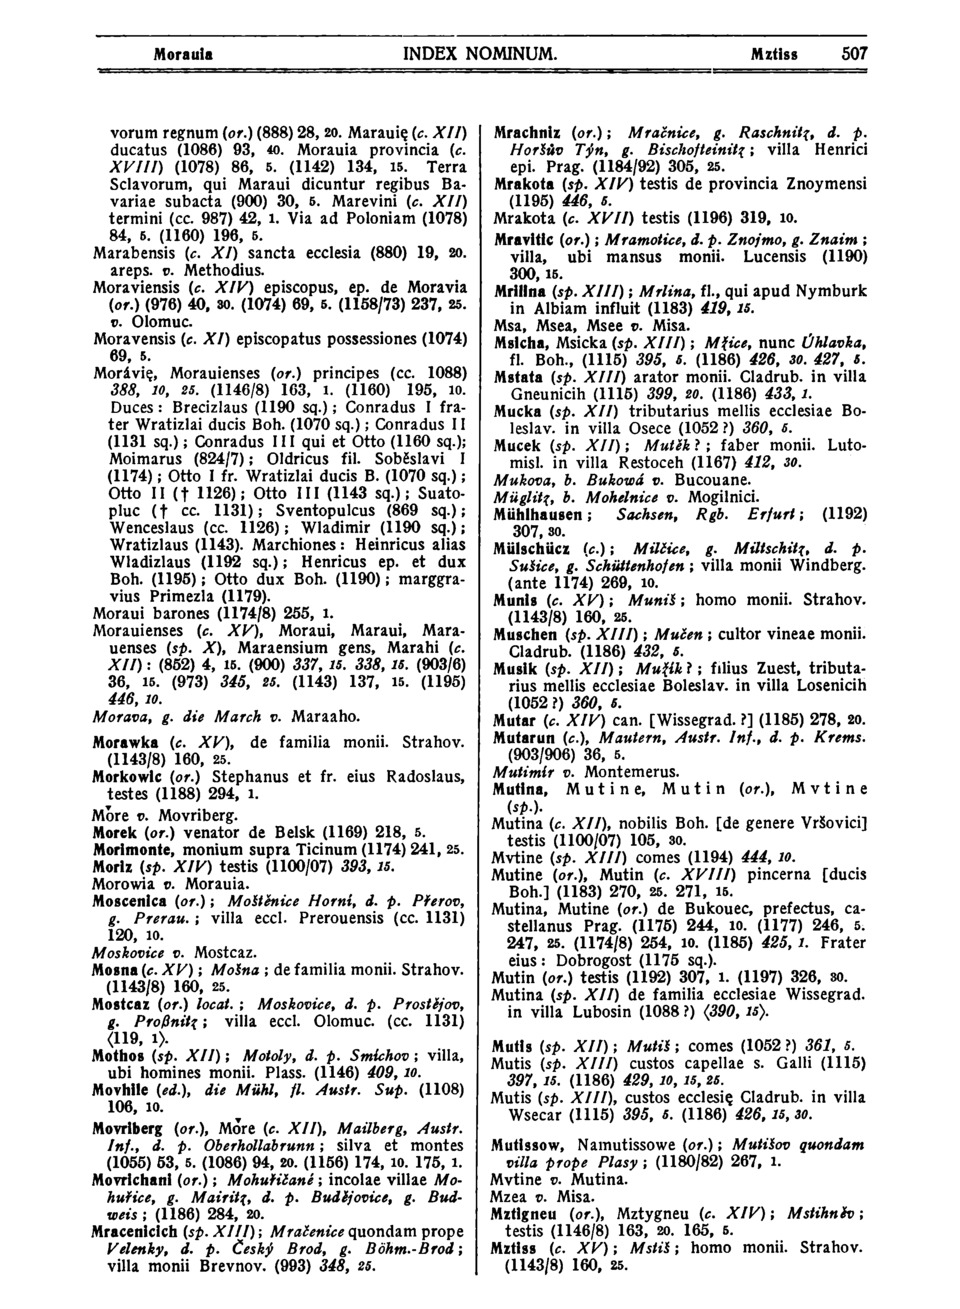 Morauia INDEX NOMINUM. Mztiss 507
vorum regnum (or.) (888) 28, 20. Marauię (c. XII)
ducatus (1086) 93, 40. Morauia provincia (c.
XVIII) (1078) 86, 5. (1142) 134, 15. Terra
Sclavorum, qui Maraui dicuntur regibus Ba-
variae subacta (900) 30, 5. Marevini (c. XII)
termini (cc. 987) 42, 1. Via ad Poloniam (1078)
84, 5. (1160) 196, 5.
Marabensis (c. XI) sancta ecclesia (880) 19, 20.
areps. v. Methodius.
Moraviensis (c. XIV) episcopus, ep. de Moravia
(or.) (976) 40, 30. (1074) 69, 5. (1158/73) 237, 25.
v. Olomuc.
Moravensis (c. XI) episcopatus possessiones (1074)
69, 5.
Morávię, Morauienses (or.) principes (cc. 1088)
388, 10, 25. (1146/8) 163, 1. (1160) 195, 10.
Duces: Brecizlaus (1190 sq.); Conradus I fra-
ter Wratizlai ducis Boh. (1070 sq.); Conradus II
(1131 sq.); Conradus III qui et Otto (1160 sq.);
Moimarus (824/7); Oldricus fil. Soběslavi I
(1174); Otto I fr. Wratizlai ducis B. (1070 sq.);
Otto II († 1126); Otto III (1143 sq.); Suato-
pluc († cc. 1131); Sventopulcus (869 sq.);
Wenceslaus (cc. 1126); Wladimir (1190 sq.);
Wratizlaus (1143). Marchiones: Heinricus alias
Wladizlaus (1192 sq.); Henricus ep. et dux
Boh. (1195); Otto dux Boh. (1190); marggra-
vius Primezla (1179).
Moraui barones (1174/8) 255, 1.
Morauienses (c. XV), Moraui, Maraui, Mara-
uenses (sp. X), Maraensium gens, Marahi (c.
XII): (852) 4, 15. (900) 337, 15. 338, 15. (903/6)
36, 15. (973) 345, 25. (1143) 137, 15. (1195)
446, 10.
Morava, g. die March v. Maraaho.
Morawka (c. XV), de familia monii. Strahov.
(1143/8) 160, 25.
Morkowic (or.) Stephanus et fr. eius Radoslaus,
testes (1188) 294, 1.
Mǒre v. Movriberg.
Morek (or.) venator de Belsk (1169) 218, 5.
Morimonte, monium supra Ticinum (1174) 241, 25.
Moriz (sp. XIV) testis (1100/07) 393, 15.
Morowia v. Morauia.
Moscenica (or.); Moštěnice Horní, d. p. Přerov,
g. Prerau.; villa eccl. Prerouensis (cc. 1131)
120, 10.
Moskovice v. Mostcaz.
Mosna (c. XV); Mošna; de familia monii. Strahov.
(1143/8) 160, 25.
Mostcaz (or.) locat.; Moskovice, d. p. Prostějov,
g. Proßnitz; villa eccl. Olomuc. (cc. 1131)
⟨119, 1⟩.
Mothos (sp. XII); Motoly, d. p. Smíchov; villa,
ubi homines monii. Plass. (1146) 409, 10.
Movhile (ed.), die Mühl, fl. Austr. Sup. (1108)
106, 10.
Movriberg (or.), Mǒre (c. XII), Mailberg, Austr.
Inf., d. p. Oberhollabrunn; silva et montes
(1055) 53, 5. (1086) 94, 20. (1156) 174, 10. 175, 1.
Movrichani (or.); Mohuřičané; incolae villae Mo-
huřice, g. Mairitz, d. p. Budějovice, g. Bud-
weis; (1186) 284, 20.
Mracenicich (sp. XIII); Mračenice quondam prope
Velenky, d. p. Český Brod, g. Böhm.-Brod;
villa monii Brevnov. (993) 348, 25.
Mrachniz (or.); Mračnice, g. Raschnitz, d. p.
Horšův Týn, g. Bischofteinitz; villa Henrici
epi. Prag. (1184/92) 305, 25.
Mrakota (sp. XIV) testis de provincia Znoymensi
(1195) 446, 5.
Mrakota (c. XVII) testis (1196) 319, 10.
Mravitic (or.); Mramotice, d. p. Znojmo, g. Znaim;
villa, ubi mansus monii. Lucensis (1190)
300, 15.
Mrilina (sp. XIII); Mrlina, fl., qui apud Nymburk
in Albiam influit (1183) 419, 15.
Msa, Msea, Msee v. Misa.
Msicha, Msicka (sp. XIII); Mžice, nunc Úhlavka,
fl. Boh., (1115) 395, 5. (1186) 426, 30. 427, 5.
Mstata (sp. XIII) arator monii. Cladrub. in villa
Gneunicih (1115) 399, 20. (1186) 433, 1.
Mucka (sp. XII) tributarius mellis ecclesiae Bo-
leslav. in villa Osece (1052?) 360, 5.
Mucek (sp. XII); Mutěk?; faber monii. Luto-
misl. in villa Restoceh (1167) 412, 30.
Mukova, b. Buková v. Bucouane.
Müglitz, b. Mohelnice v. Mogilnici.
Mühlhausen; Sachsen, Rgb. Erfurt; (1192)
307, 30.
Mülschücz (c.); Milčice, g. Miltschitz, d. p.
Sušice, g. Schüttenhofen; villa monii Windberg.
(ante 1174) 269, 10.
Munis (c. XV); Muniš; homo monii. Strahov.
(1143/8) 160, 25.
Muschen (sp. XIII); Mučen; cultor vineae monii.
Cladrub. (1186) 432, 5.
Musik (sp. XII); Mužík?; filius Zuest, tributa-
rius mellis ecclesiae Boleslav. in villa Losenicih
(1052?) 360, 5.
Mutar (c. XIV) can. [Wissegrad.?] (1185) 278, 20.
Mutarun (c.), Mautern, Austr. Inf., d. p. Krems.
(903/906) 36, 5.
Mutimír v. Montemerus.
Mutina, Mutine, Mutin (or.), Mvtine
(sp.).
Mutina (c. XII), nobilis Boh. [de genere Vršovici]
testis (1100/07) 105, 30.
Mvtine (sp. XIII) comes (1194) 444, 10.
Mutine (or.), Mutin (c. XVIII) pincerna [ducis
Boh.] (1183) 270, 25. 271, 15.
Mutina, Mutine (or.) de Bukouec, prefectus, ca-
stellanus Prag. (1175) 244, 10. (1177) 246, 5.
247, 25. (1174/8) 254, 10. (1185) 425, 1. Frater
eius: Dobrogost (1175 sq.).
Mutin (or.) testis (1192) 307, 1. (1197) 326, 30.
Mutina (sp. XII) de familia ecclesiae Wissegrad.
in villa Lubosin (1088?) ⟨390, 15⟩.
Mutis (sp. XII); Mutiš; comes (1052?) 361, 5.
Mutis (sp. XIII) custos capellae s. Galli (1115)
397, 15. (1186) 429, 10, 15, 25.
Mutis (sp. XIII), custos ecclesię Cladrub. in villa
Wsecar (1115) 395, 5. (1186) 426, 15, 30.
Mutissow, Namutissowe (or.); Mutišov quondam
villa prope Plasy; (1180/82) 267, 1.
Mvtine v. Mutina.
Mzea v. Misa.
Mztigneu (or.), Mztygneu (c. XIV); Mstihněv;
testis (1146/8) 163, 20. 165, 5.
Mztiss (c. XV); Mstiš; homo monii. Strahov.
(1143/8) 160, 25.